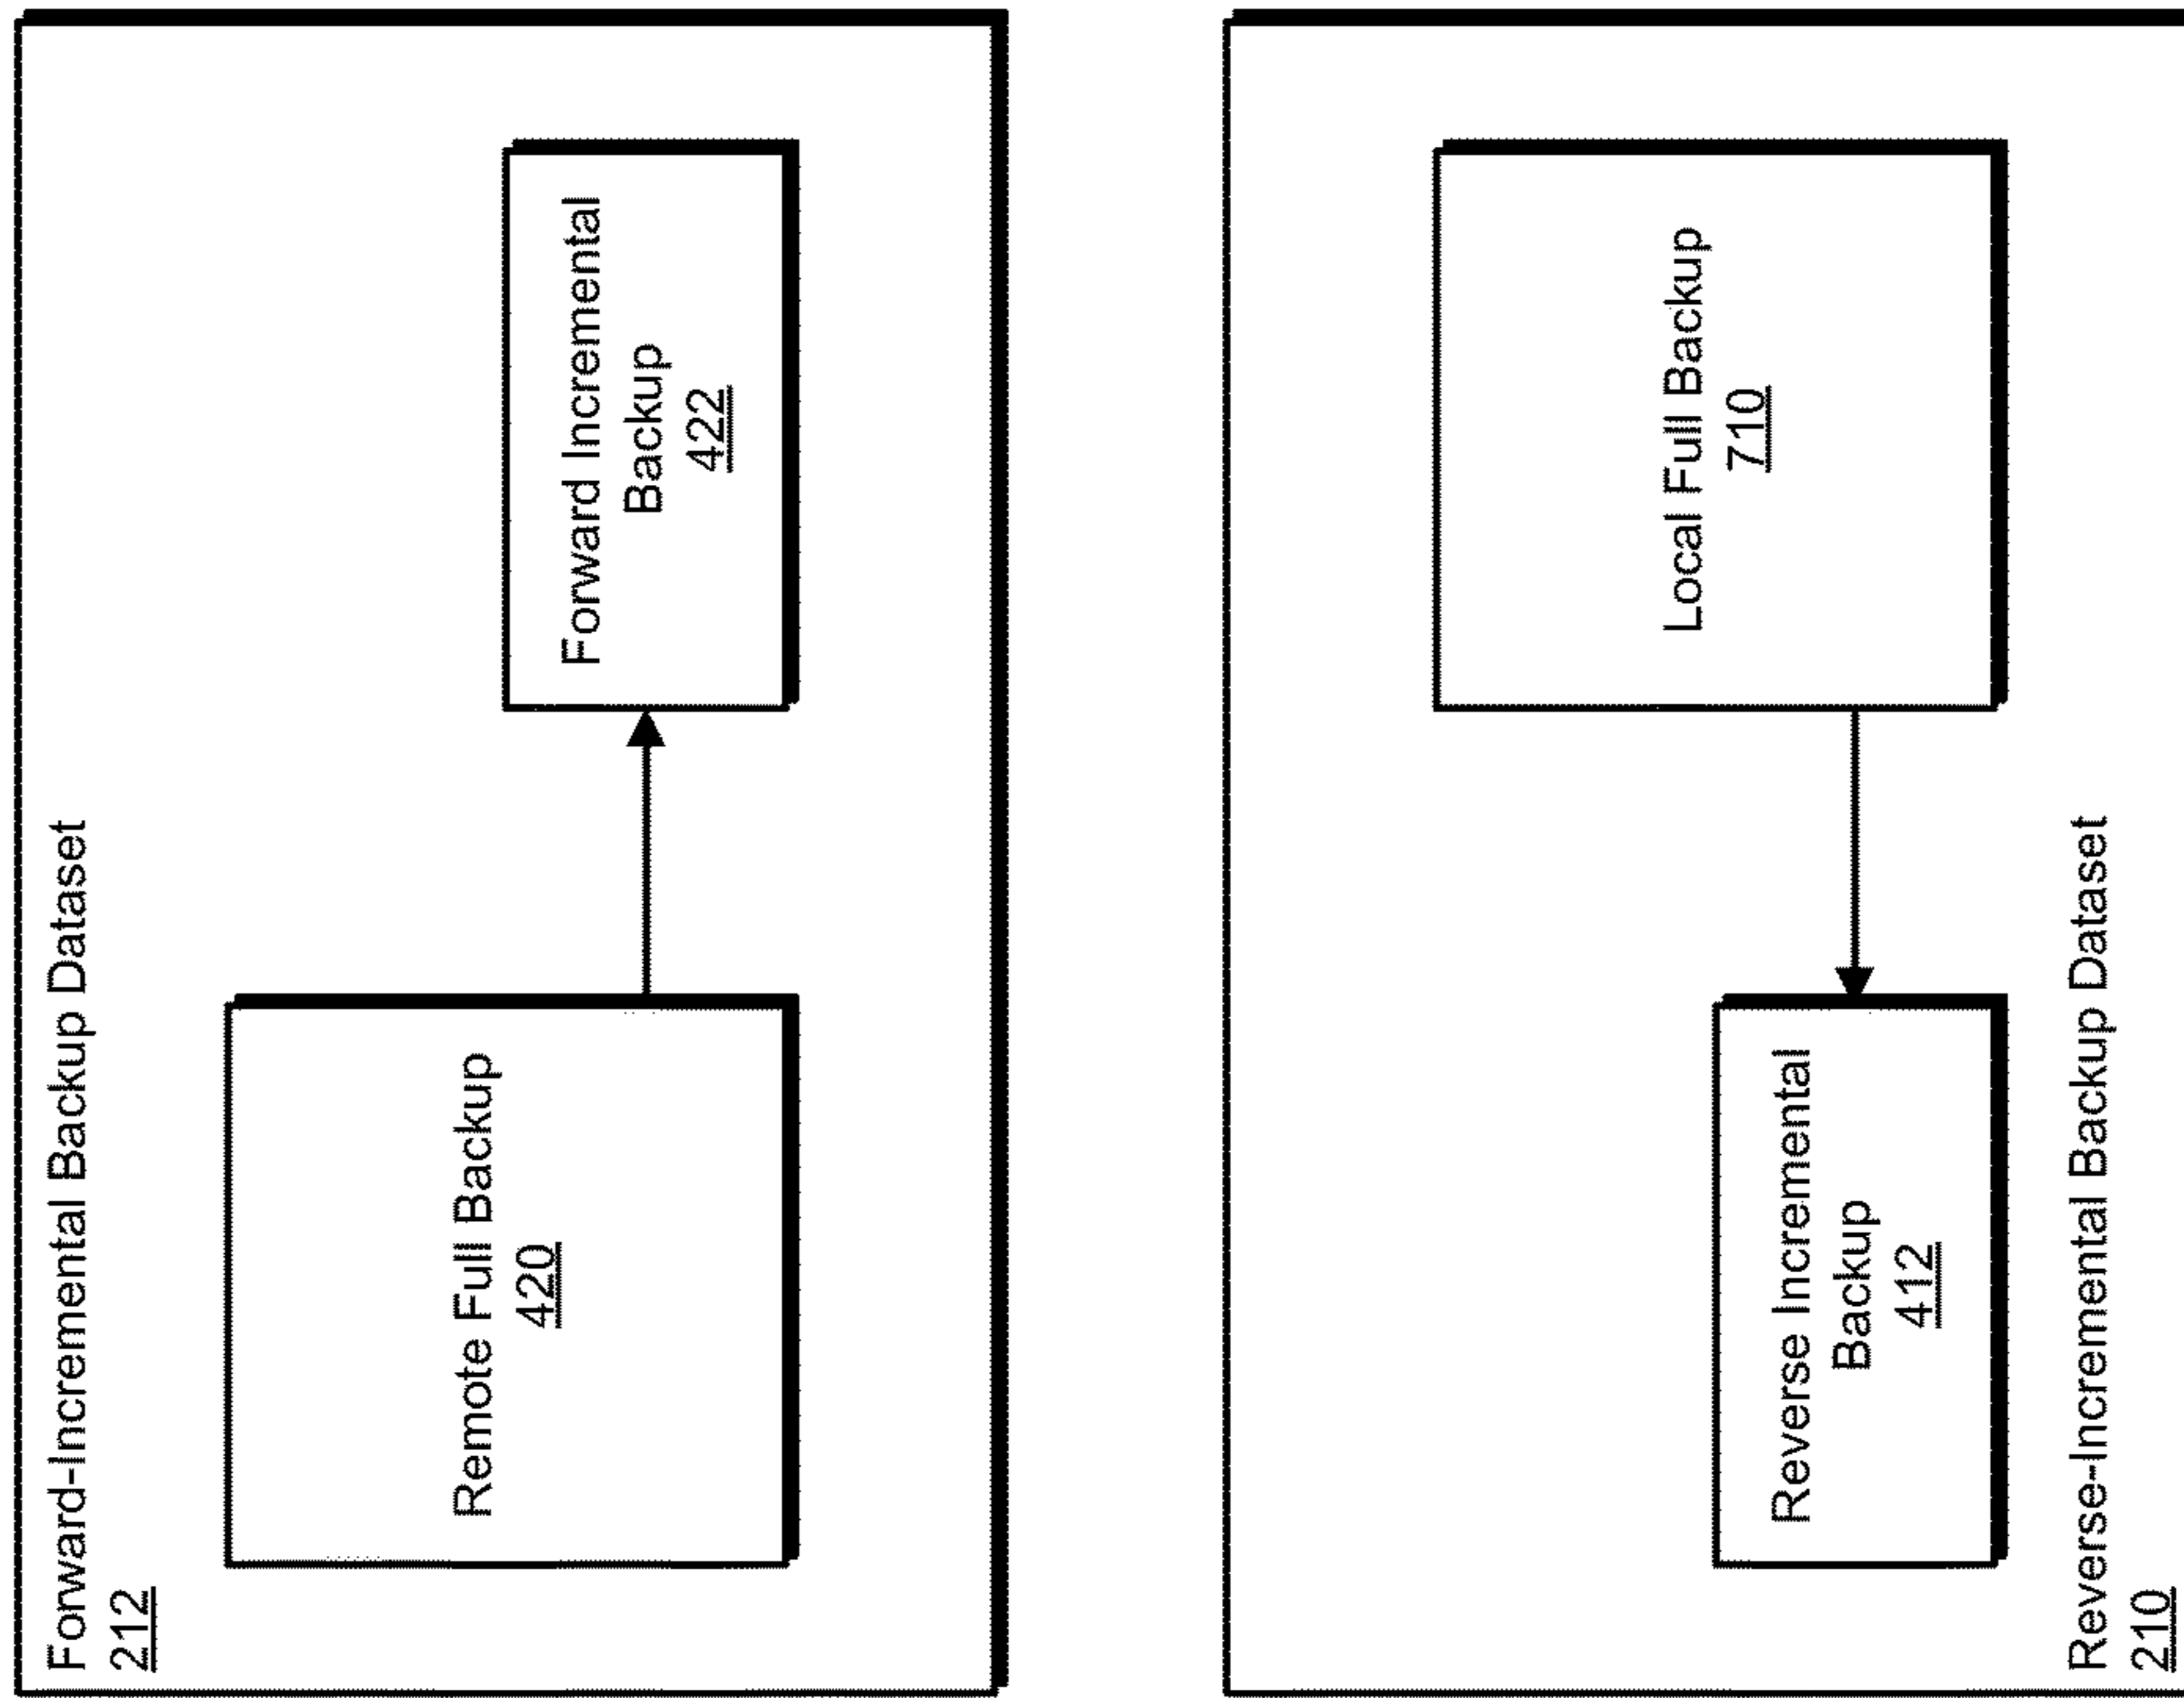 Forward-Incremental Backup Dataset
212
Remote Full Backup
420
Forward Incremental
Backup
422
Reverse Incremental
Backup
412
Local Full Backup
710
Reverse-Incremental Backup Dataset
210